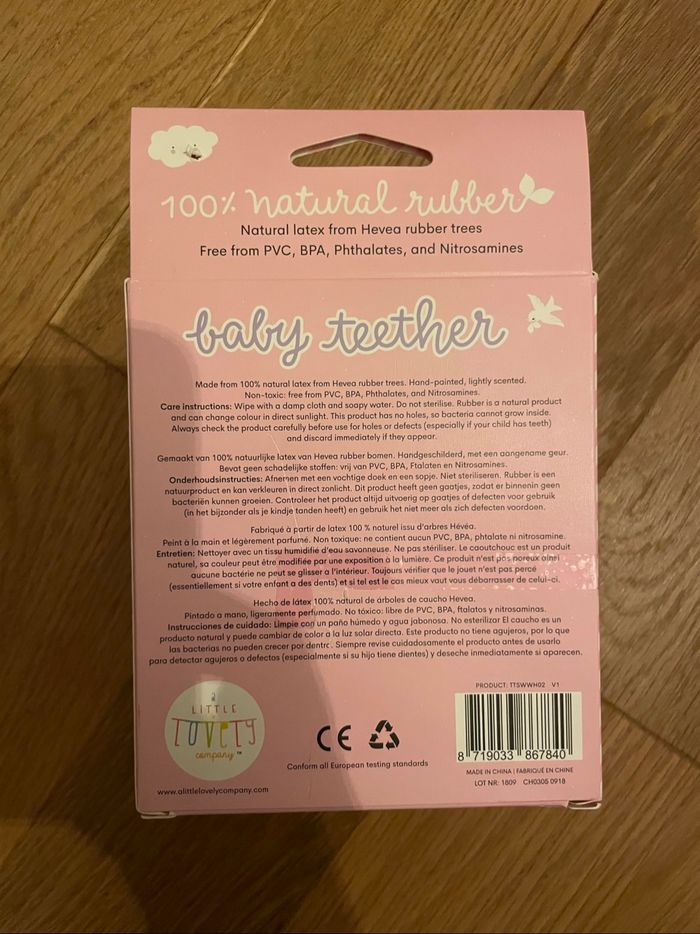 100% natural rubber
Natural latex from Hevea rubber trees
Free from PVC, BPA, Phthalates, and Nitrosamines
baby teether
Made from 100% natural latex from Hevea rubber trees. Hand-painted, lightly scented.
Non-toxic: free from PVC, BPA, Phthalates, and Nitrosamines.
Care instructions: Wipe with a damp cloth and soapy water. Do not sterilise. Rubber is a natural product
and can change colour in direct sunlight. This product has no holes, so bacteria cannot grow inside.
Always check the product carefully before use for holes or defects (especially if your child has teeth)
and discard immediately if they appear.
Gemaakt van 100% natuurlijke latex van Hevea rubber bomen. Handgeschilderd, met een aangename geur.
Bevat geen schadelijke stoffen: vrij van PVC, BPA, Ftalaten en Nitrosamines.
Onderhoudsinstructies: Afnemen met een vochtige doek en een sopje. Niet steriliseren. Rubber is een
natuurproduct en kan verkleuren in direct zonlicht. Dit product heeft geen gaatjes, zodat er binnenin geen
bacteriën kunnen groeien. Controleer het product altijd uitvoerig op gaatjes of defecten voor gebruik
(in het bijzonder als je kindje tanden heeft) en gebruik het niet meer als zich defecten voordoen.
Fabriqué à partir de latex 100 % naturel issu d'arbres Hévéa.
Peint à la main et légèrement parfumé. Non toxique: ne contient aucun PVC, BPA, phtalate ni nitrosamine.
Entretien: Nettoyer avec un tissu humidifié d'eau savonneuse. Ne pas stériliser. Le caoutchouc est un produit
naturel, sa couleur peut être modifiée par une exposition à la lumière. Ce produit n'est pas poreux ainsi
aucune bactérie ne peut se glisser a l'intérieur. Toujours vérifier que le jouet n'est pas percé
(essentiellement si votre enfant a des dents) et si tel est le cas mieux vaut vous débarrasser de celui-ci.
Hecho de látex 100% natural de árboles de caucho Hevea.
Pintado a mano, ligeramente perfumado. No tóxico: libre de PVC, BPA, ftalatos y nitrosaminas.
Instrucciones de cuidado: Limpie con un paño húmedo y agua jabonosa. No esterilizar El caucho es un
producto natural y puede cambiar de color a la luz solar directa. Este producto no tiene agujeros, por lo que
las bacterias no pueden crecer por dentro. Siempre revise cuidadosamente el producto antes de usarlo
para detectar agujeros o defectos (especialmente si su hijo tiene dientes) y deseche inmediatamente si aparecen.
PRODUCT: TTSWWH02 V1
a
LITTLE
LOVELY
company ™
CE
Conform all European testing standards
8 719033 867840
MADE IN CHINA | FABRIQUÉ EN CHINE
LOT NR: 1809 CH0305 0918
www.alittlelovelycompany.com